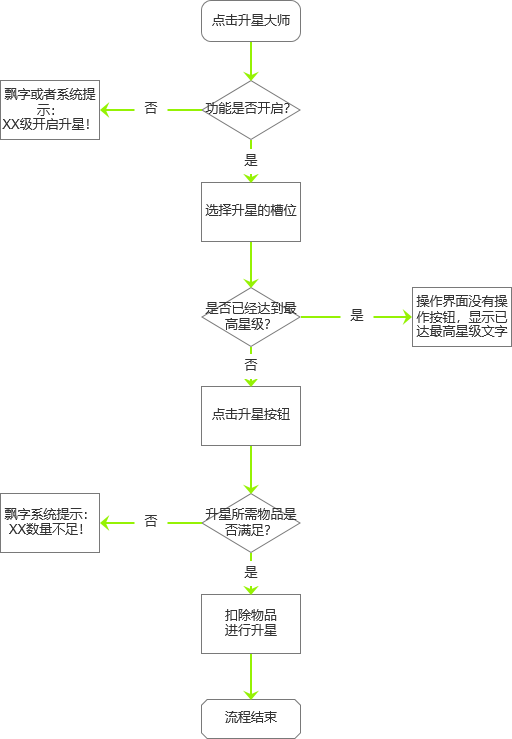 点击升星大师
功能是否开启?
否
飘字或者系统提
示:
XX级开启升星!
是
选择升星的槽位
是否已经达到最
高星级?
是
操作界面没有操
作按钮，显示已
达最高星级文字
否
点击升星按钮
升星所需物品是
否满足?
否
飘字系统提示:
XX数量不足!
是
扣除物品
进行升星
流程结束